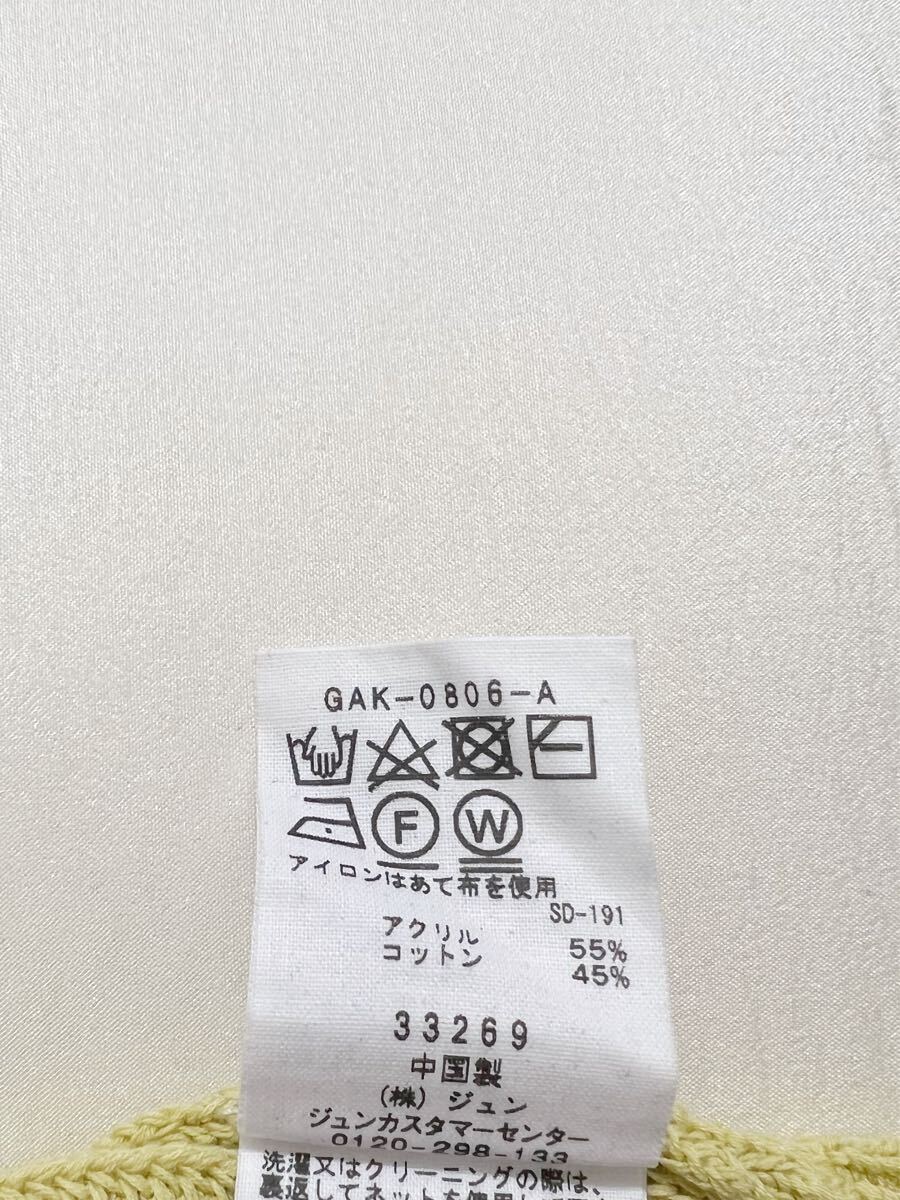 GAK-0806-A
F W
アイロンはあて布を使用
SD-191
アクリル 55%
コットン 45%
33269
中国製
(株) ジュン
ジュンカスタマーセンター
0120-298-133
洗濯又はクリーニングの際は、
裏返してネットを使用し